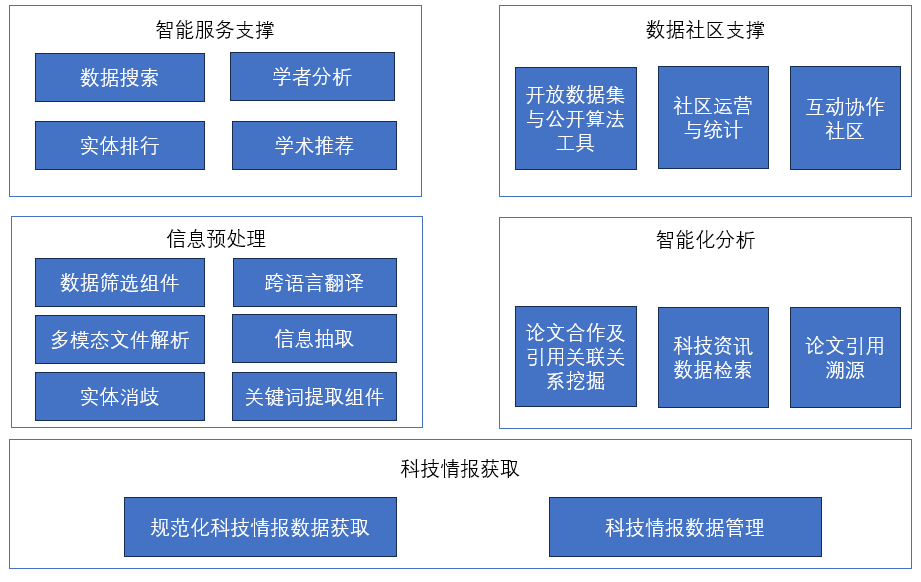 智能服务支撑
数据搜索
学者分析
实体排行
学术推荐
数据社区支撑
开放数据集
与公开算法
工具
社区运营
与统计
互动协作
社区
信息预处理
数据筛选组件
跨语言翻译
多模态文件解析
信息抽取
实体消歧
关键词提取组件
智能化分析
论文合作及
引用关联关
系挖掘
科技资讯
数据检索
论文引用
溯源
科技情报获取
规范化科技情报数据获取
科技情报数据管理